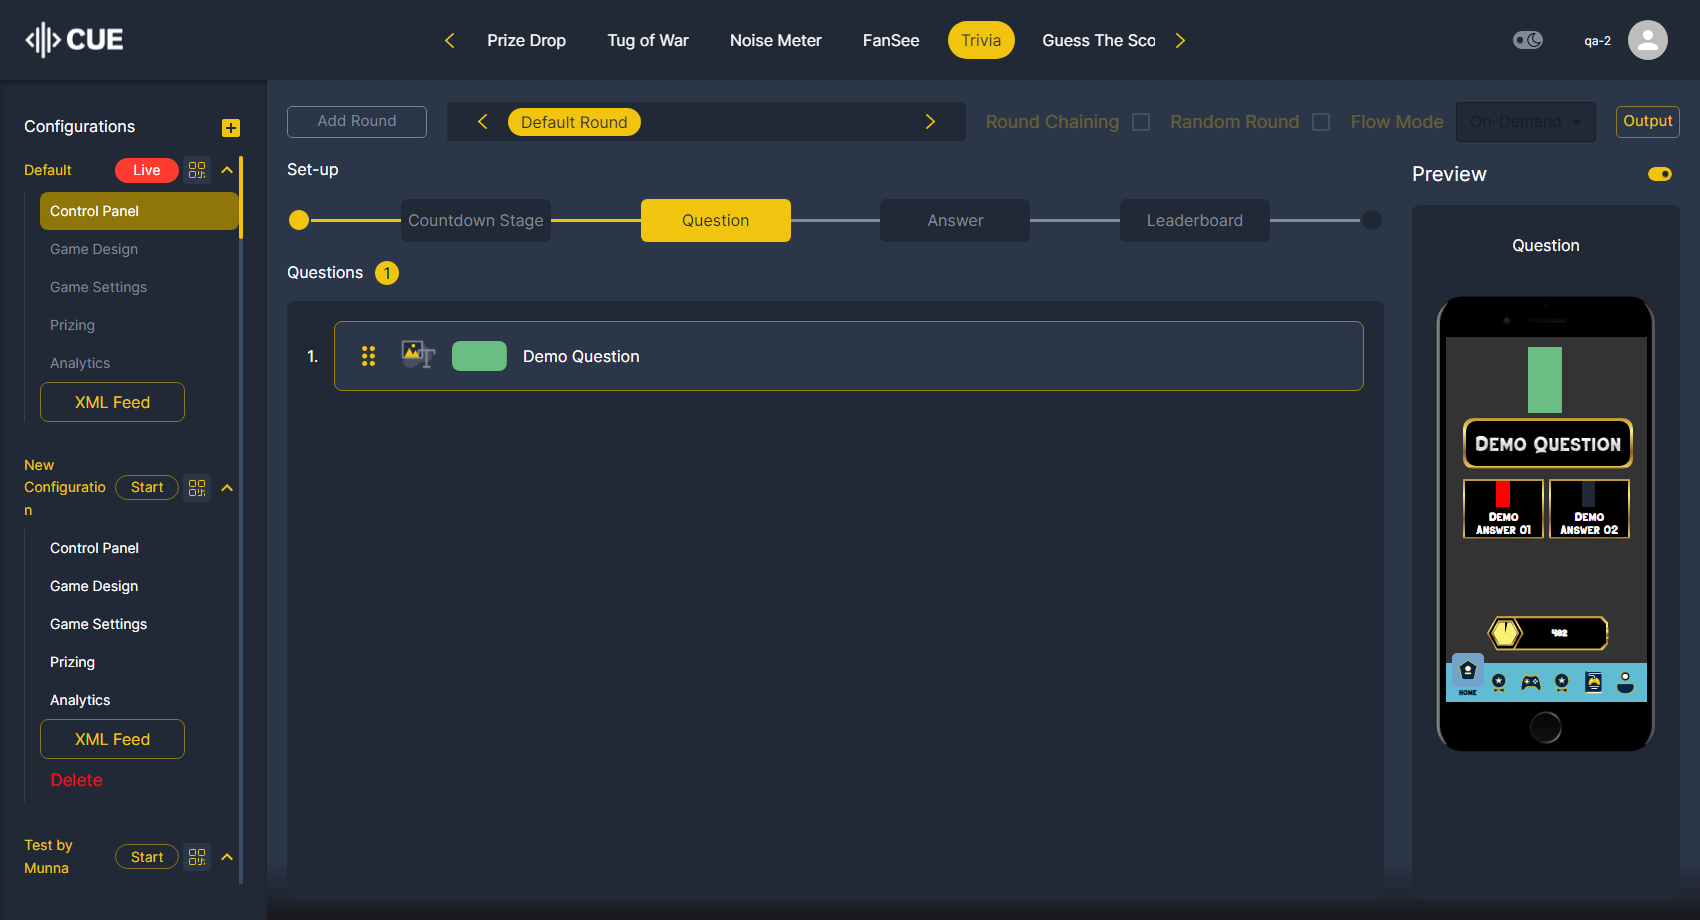 CUE
Prize Drop
Tug of War
Noise Meter
FanSee
Trivia
Guess The Sco
qa-2
Configurations
Default
Live
Control Panel
Game Design
Game Settings
Prizing
Analytics
XML Feed
New
Configuratio
n
Start
Control Panel
Game Design
Game Settings
Prizing
Analytics
XML Feed
Delete
Test by
Munna
Start
Add Round
Default Round
Round Chaining
Random Round
Flow Mode
On-Demand
Output
Set-up
Countdown Stage
Question
Answer
Leaderboard
Questions 1
1.
Demo Question
Preview
Question
Demo Question
Demo
Answer 01
Demo
Answer 02
402
HOME